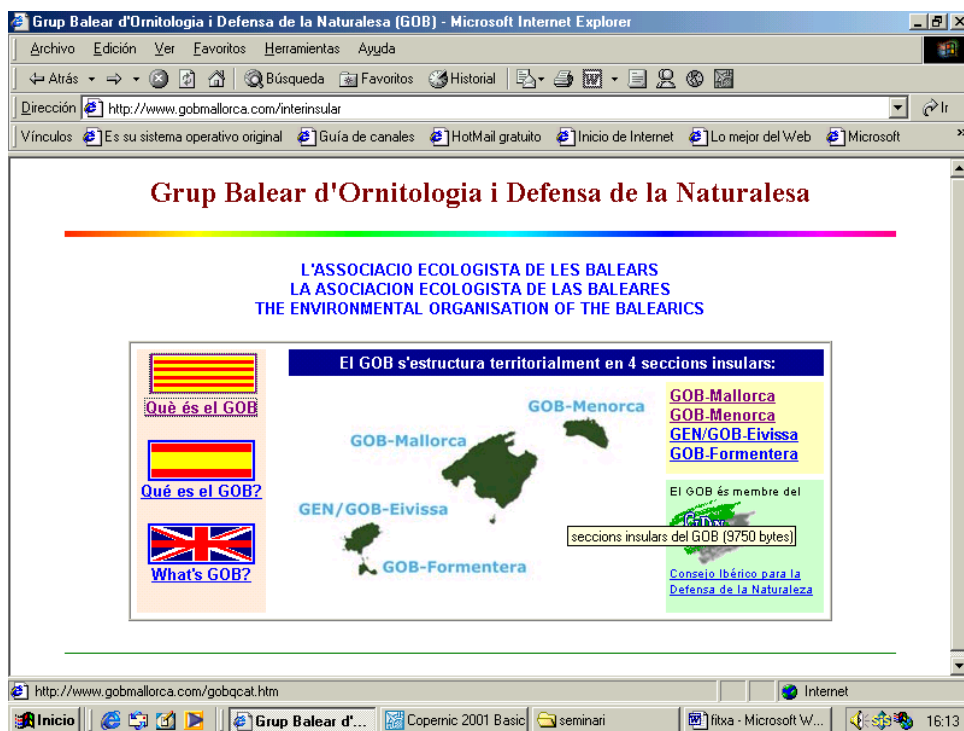 Grup Balear d'Ornitologia i Defensa de la Naturalesa (GOB) - Microsoft Internet Explorer
Archivo Edición Ver Favoritos Herramientas Ayuda
Atrás Búsqueda Favoritos Historial
Dirección http://www.gobmallorca.com/interinsular Ir
Vínculos Es su sistema operativo original Guía de canales HotMail gratuito Inicio de Internet Lo mejor del Web Microsoft »
Grup Balear d'Ornitologia i Defensa de la Naturalesa
L'ASSOCIACIO ECOLOGISTA DE LES BALEARS
LA ASOCIACION ECOLOGISTA DE LAS BALEARES
THE ENVIRONMENTAL ORGANISATION OF THE BALEARICS
Què és el GOB
Qué es el GOB?
What's GOB?
El GOB s'estructura territorialment en 4 seccions insulars:
GOB-Menorca
GOB-Mallorca
GEN/GOB-Eivissa
GOB-Formentera
GOB-Mallorca
GOB-Menorca
GEN/GOB-Eivissa
GOB-Formentera
El GOB és membre del
seccions insulars del GOB (9750 bytes)
Consejo Ibérico para la
Defensa de la Naturaleza
http://www.gobmallorca.com/gobqcat.htm Internet
Inicio Grup Balear d'... Copernic 2001 Basic seminari fitxa - Microsoft W... 16:13